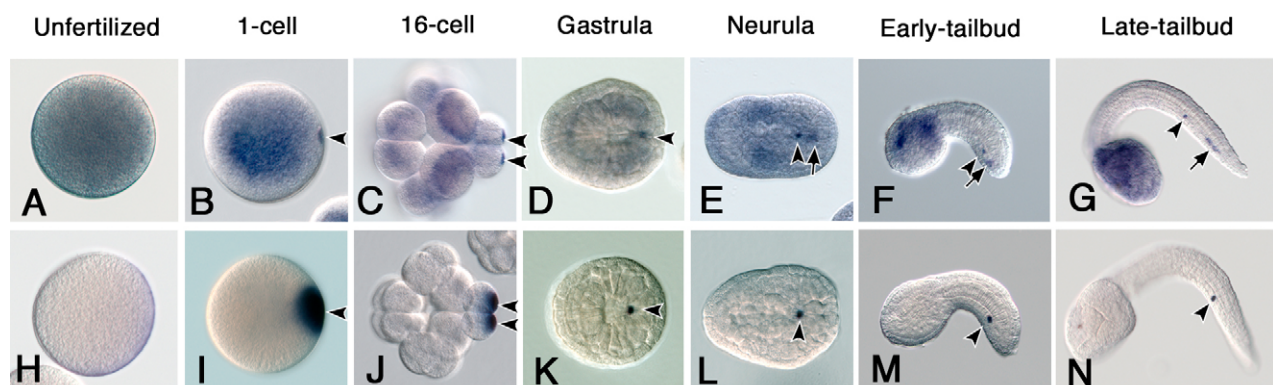 Unfertilized 1-cell 16-cell Gastrula Neurula Early-tailbud Late-tailbud
A B C D E F G
H I J K L M N